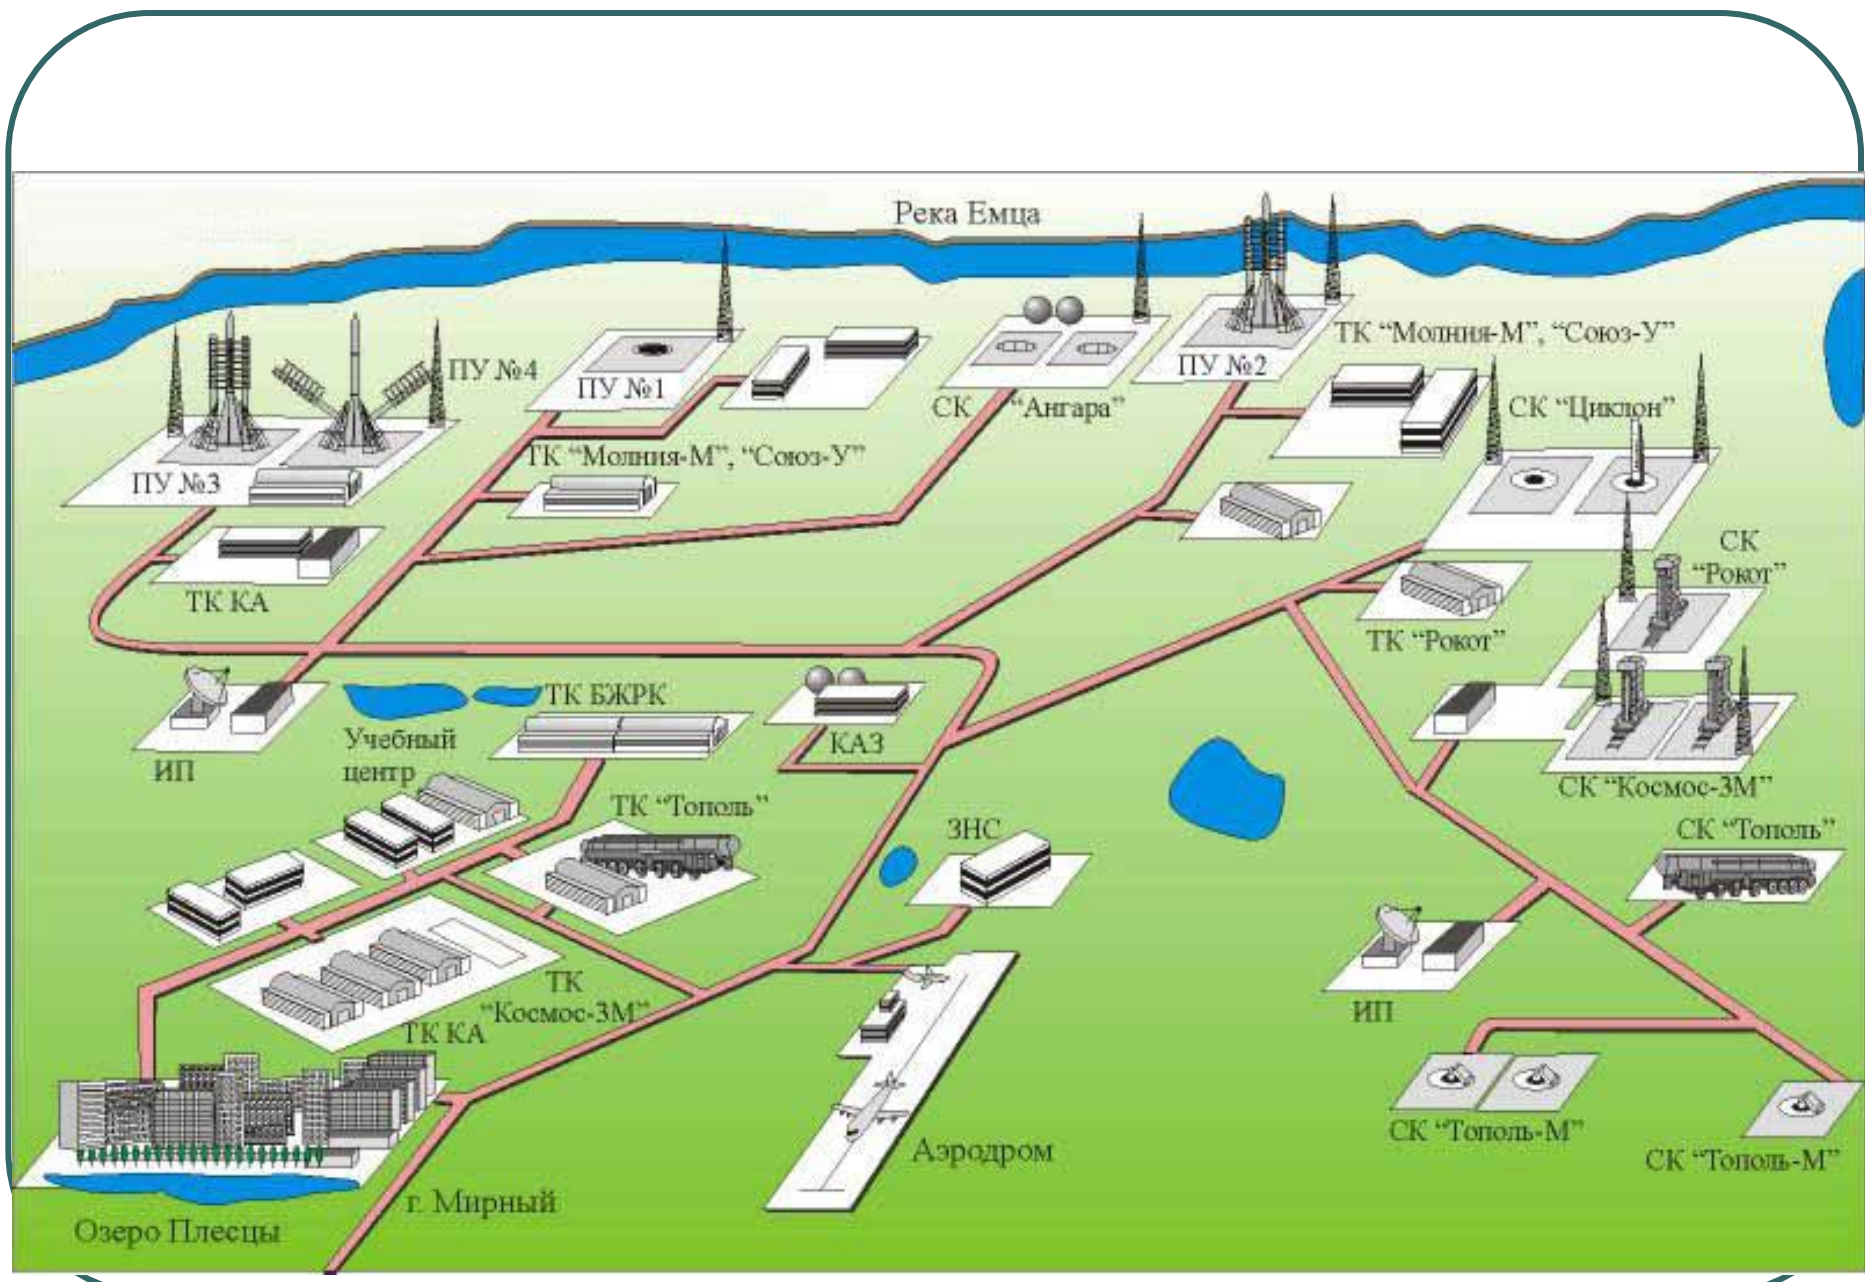 Река Емца
ПУ №4
ПУ №1
ПУ №2
ТК “Молния-М”, “Союз-У”
СК “Ангара”
СК “Циклон”
ПУ №3
ТК “Молния-М”, “Союз-У”
СК
“Рокот”
ТК КА
ТК “Рокот”
ТК БЖРК
КАЗ
ИП
Учебный
центр
СК “Космос-3М”
ТК “Тополь”
ЗНС
СК “Тополь”
ТК
“Космос-3М”
ТК КА
ИП
СК “Тополь-М”
СК “Тополь-М”
Аэродром
г. Мирный
Озеро Плесцы